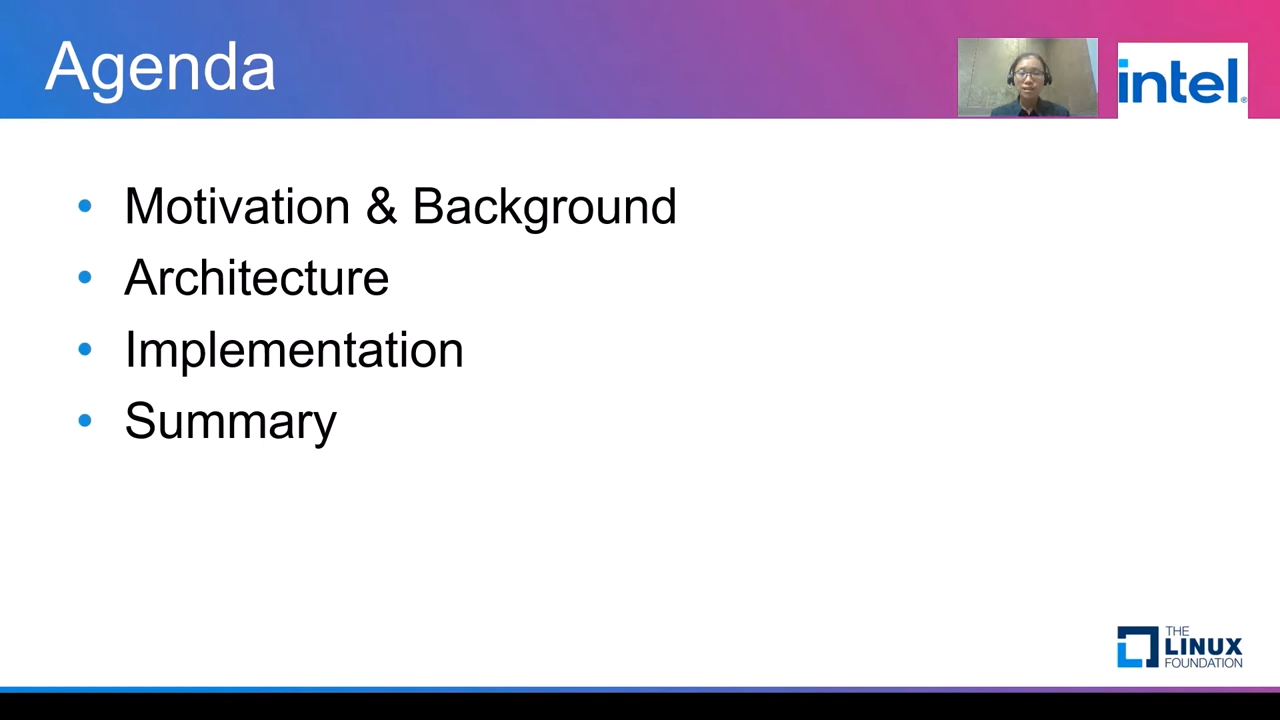 Agenda
intel.
• Motivation & Background
• Architecture
• Implementation
• Summary
THE
LINUX
FOUNDATION